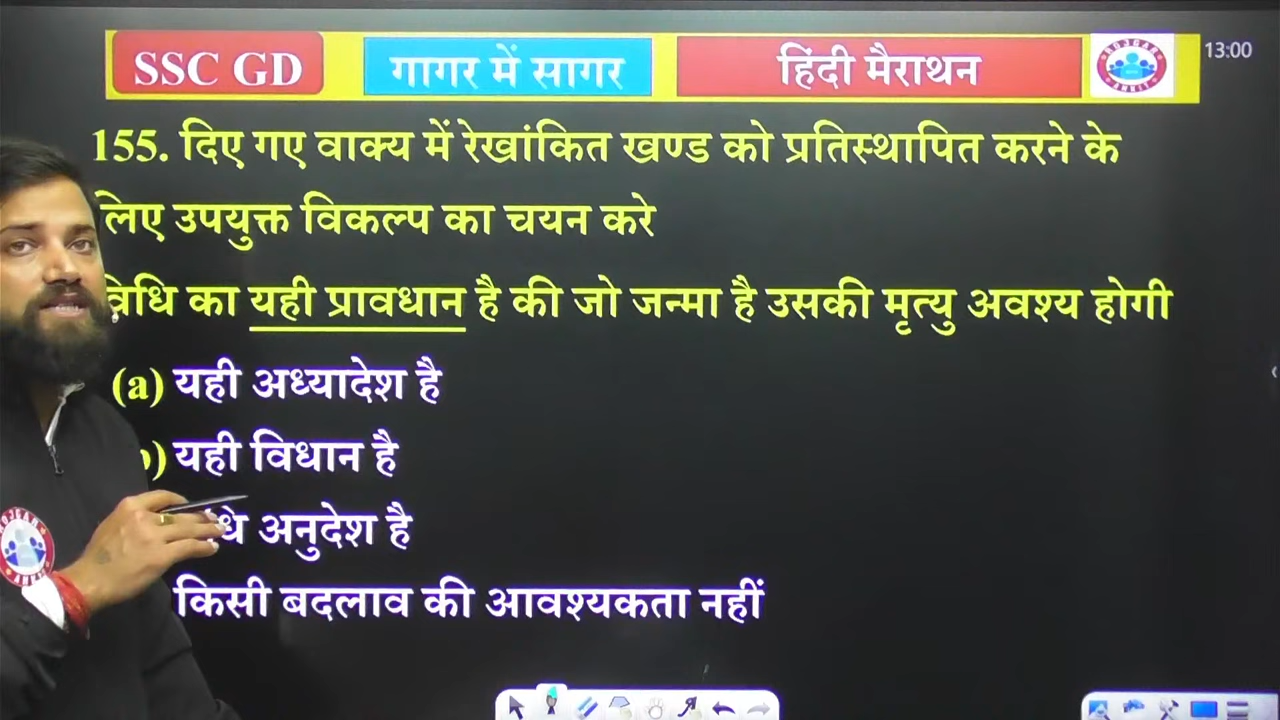 SSC GD गागर में सागर हिंदी मैराथन 13:00
155. दिए गए वाक्य में रेखांकित खण्ड को प्रतिस्थापित करने के
लिए उपयुक्त विकल्प का चयन करे
विधि का यही प्रावधान है की जो जन्मा है उसकी मृत्यु अवश्य होगी
(a) यही अध्यादेश है
यही विधान है
अनुदेश है
किसी बदलाव की आवश्यकता नहीं